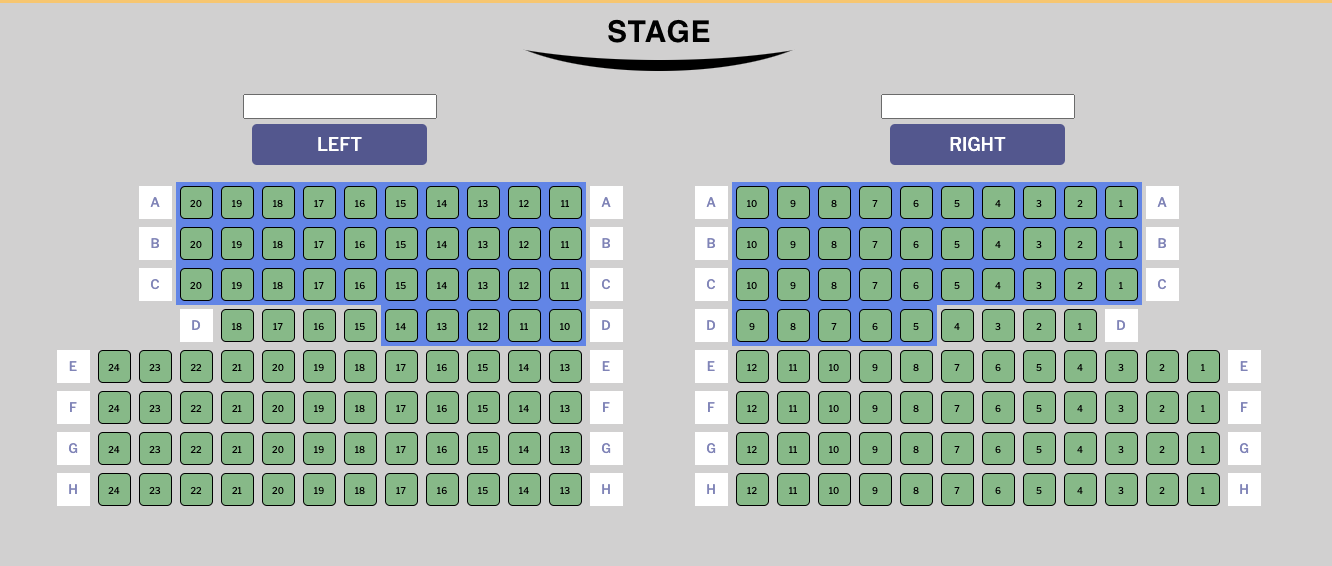 STAGE
LEFT RIGHT
A 20 19 18 17 16 15 14 13 12 11 A A 10 9 8 7 6 5 4 3 2 1 A
B 20 19 18 17 16 15 14 13 12 11 B B 10 9 8 7 6 5 4 3 2 1 B
C 20 19 18 17 16 15 14 13 12 11 C C 10 9 8 7 6 5 4 3 2 1 C
D 18 17 16 15 14 13 12 11 10 D D 9 8 7 6 5 4 3 2 1 D
E 24 23 22 21 20 19 18 17 16 15 14 13 E E 12 11 10 9 8 7 6 5 4 3 2 1 E
F 24 23 22 21 20 19 18 17 16 15 14 13 F F 12 11 10 9 8 7 6 5 4 3 2 1 F
G 24 23 22 21 20 19 18 17 16 15 14 13 G G 12 11 10 9 8 7 6 5 4 3 2 1 G
H 24 23 22 21 20 19 18 17 16 15 14 13 H H 12 11 10 9 8 7 6 5 4 3 2 1 H